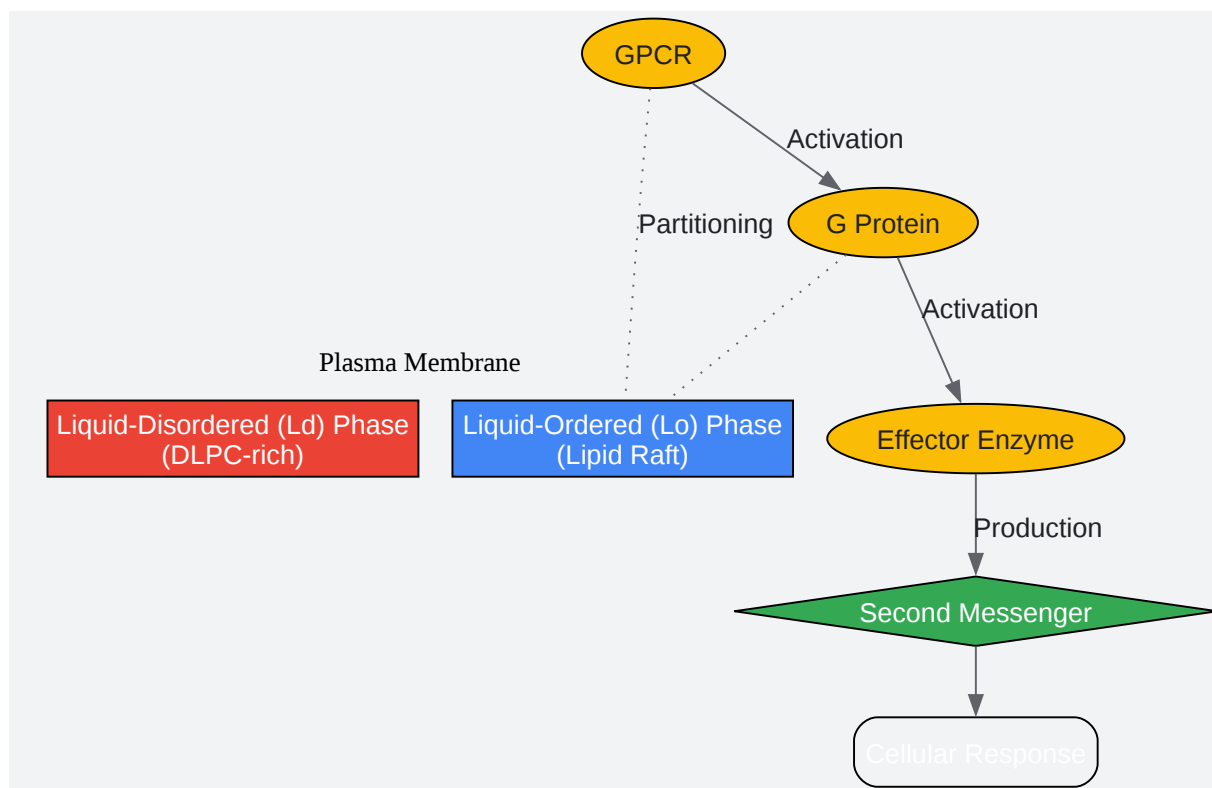 GPCR
Activation
Partitioning
G Protein
Activation
Plasma Membrane
Liquid-Disordered (Ld) Phase
(DLPC-rich)
Liquid-Ordered (Lo) Phase
(Lipid Raft)
Effector Enzyme
Production
Second Messenger
Cellular Response